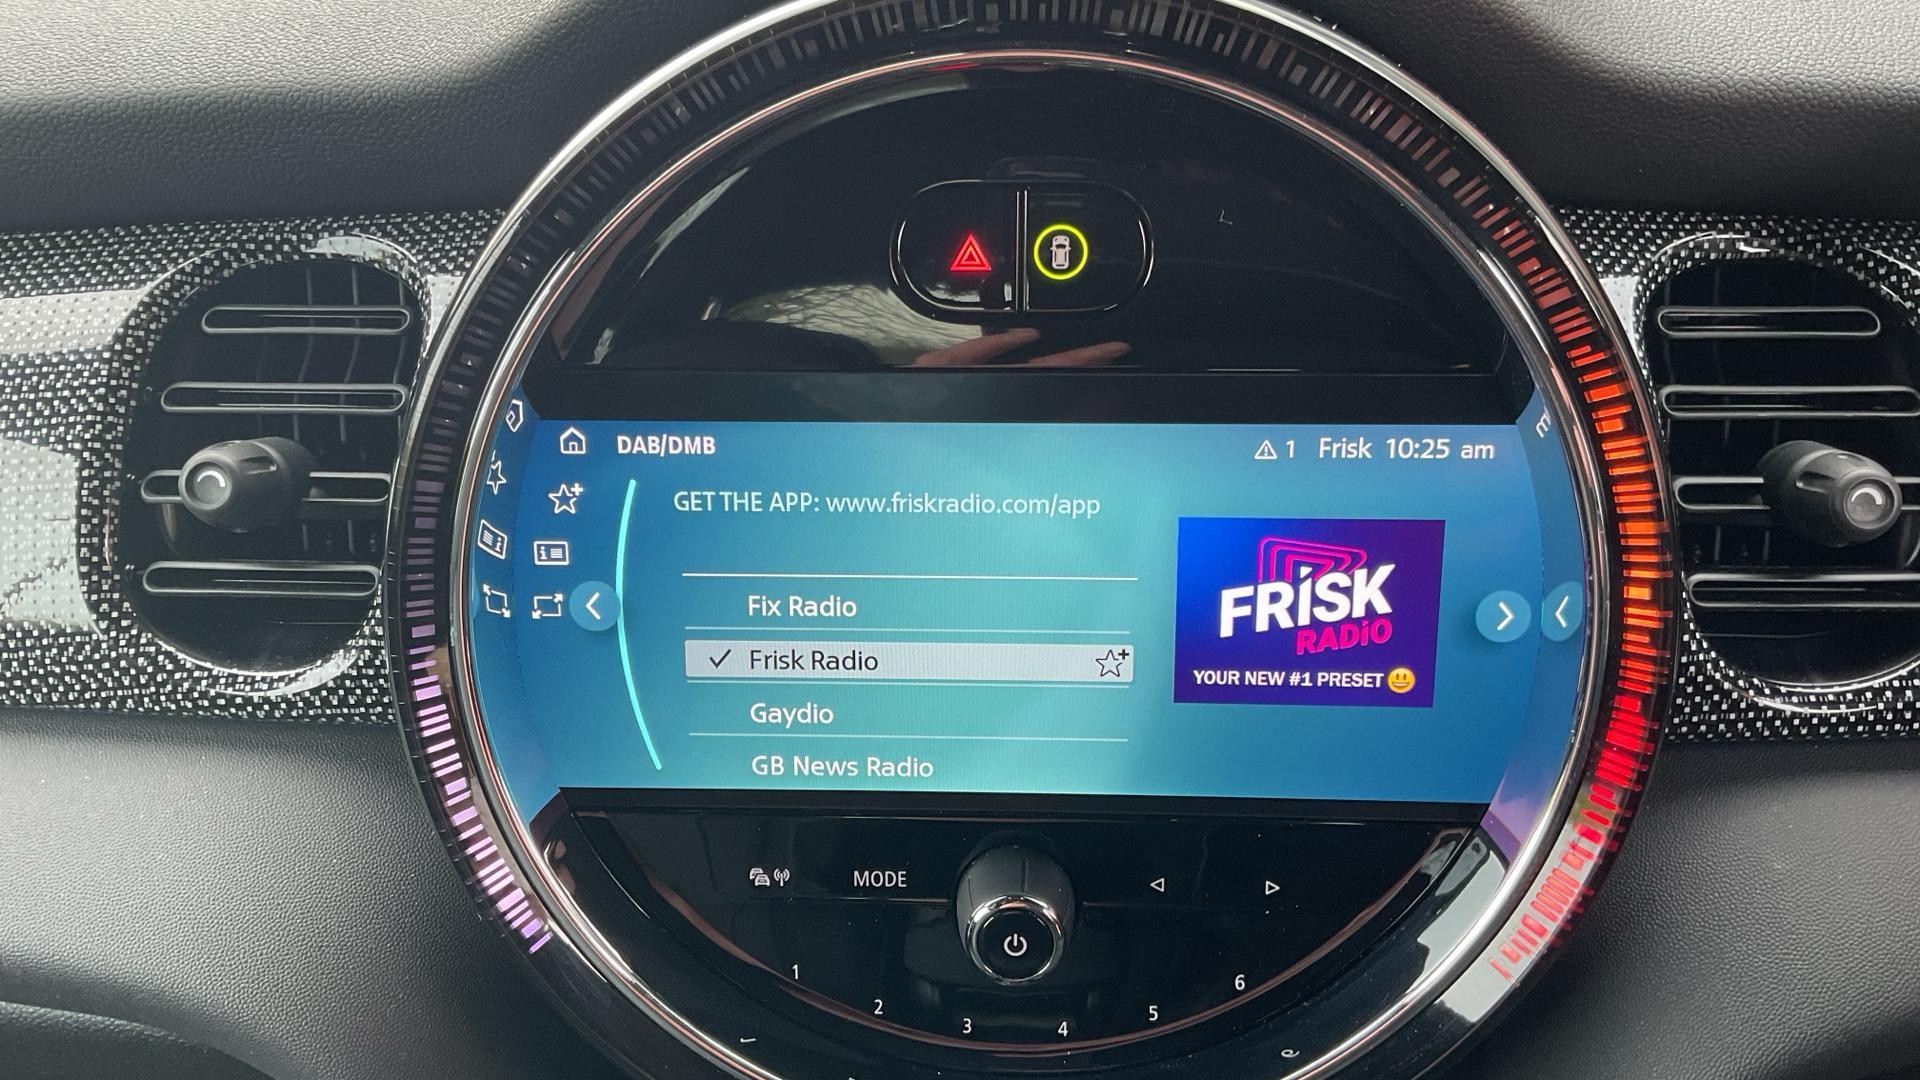 DAB/DMB
1 Frisk 10:25 am
GET THE APP: www.friskradio.com/app
Fix Radio
Frisk Radio
Gaydio
GB News Radio
FRiSK
RADiO
YOUR NEW #1 PRESET
MODE
1
2
3
4
5
6